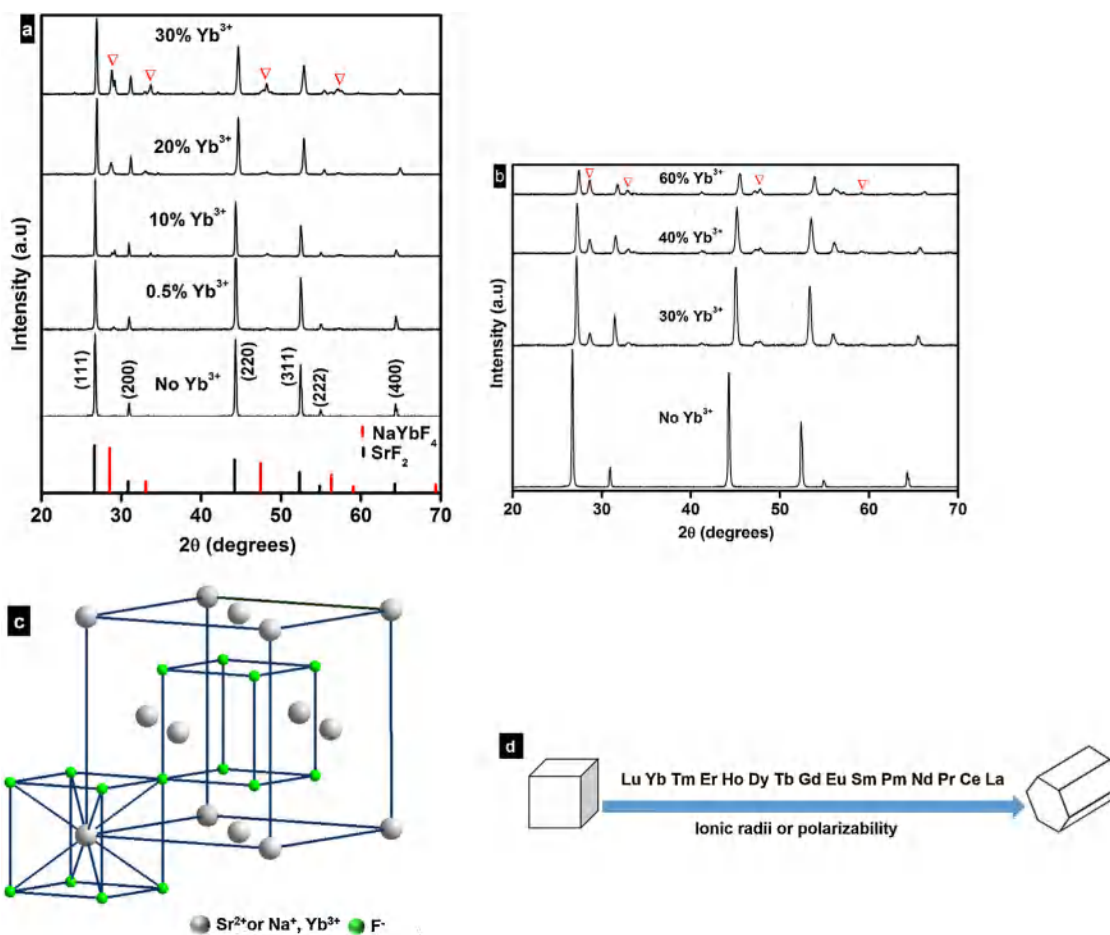 a
30% Yb³⁺
20% Yb³⁺
10% Yb³⁺
0.5% Yb³⁺
No Yb³⁺
(111)
(200)
(220)
(311)
(222)
(400)
NaYbF₄
SrF₂
Intensity (a.u)
20 30 40 50 60 70
2θ (degrees)
b
60% Yb³⁺
40% Yb³⁺
30% Yb³⁺
No Yb³⁺
Intensity (a.u)
20 30 40 50 60 70
2θ (degrees)
c
Sr²⁺or Na⁺, Yb³⁺ F⁻
d
Lu Yb Tm Er Ho Dy Tb Gd Eu Sm Pm Nd Pr Ce La
Ionic radii or polarizability